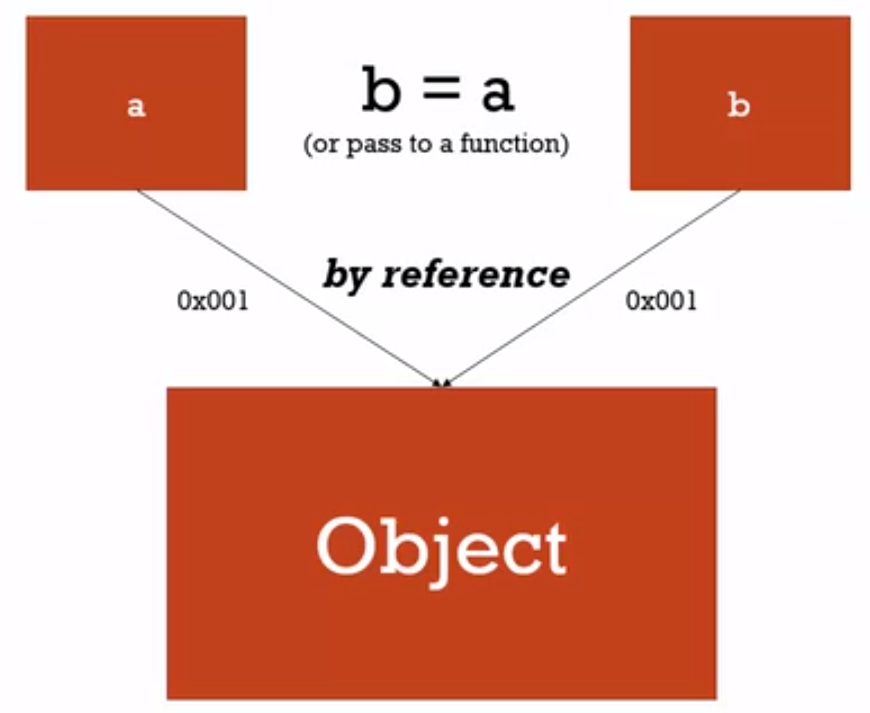 a
b = a
(or pass to a function)
b
by reference
0x001
0x001
Object